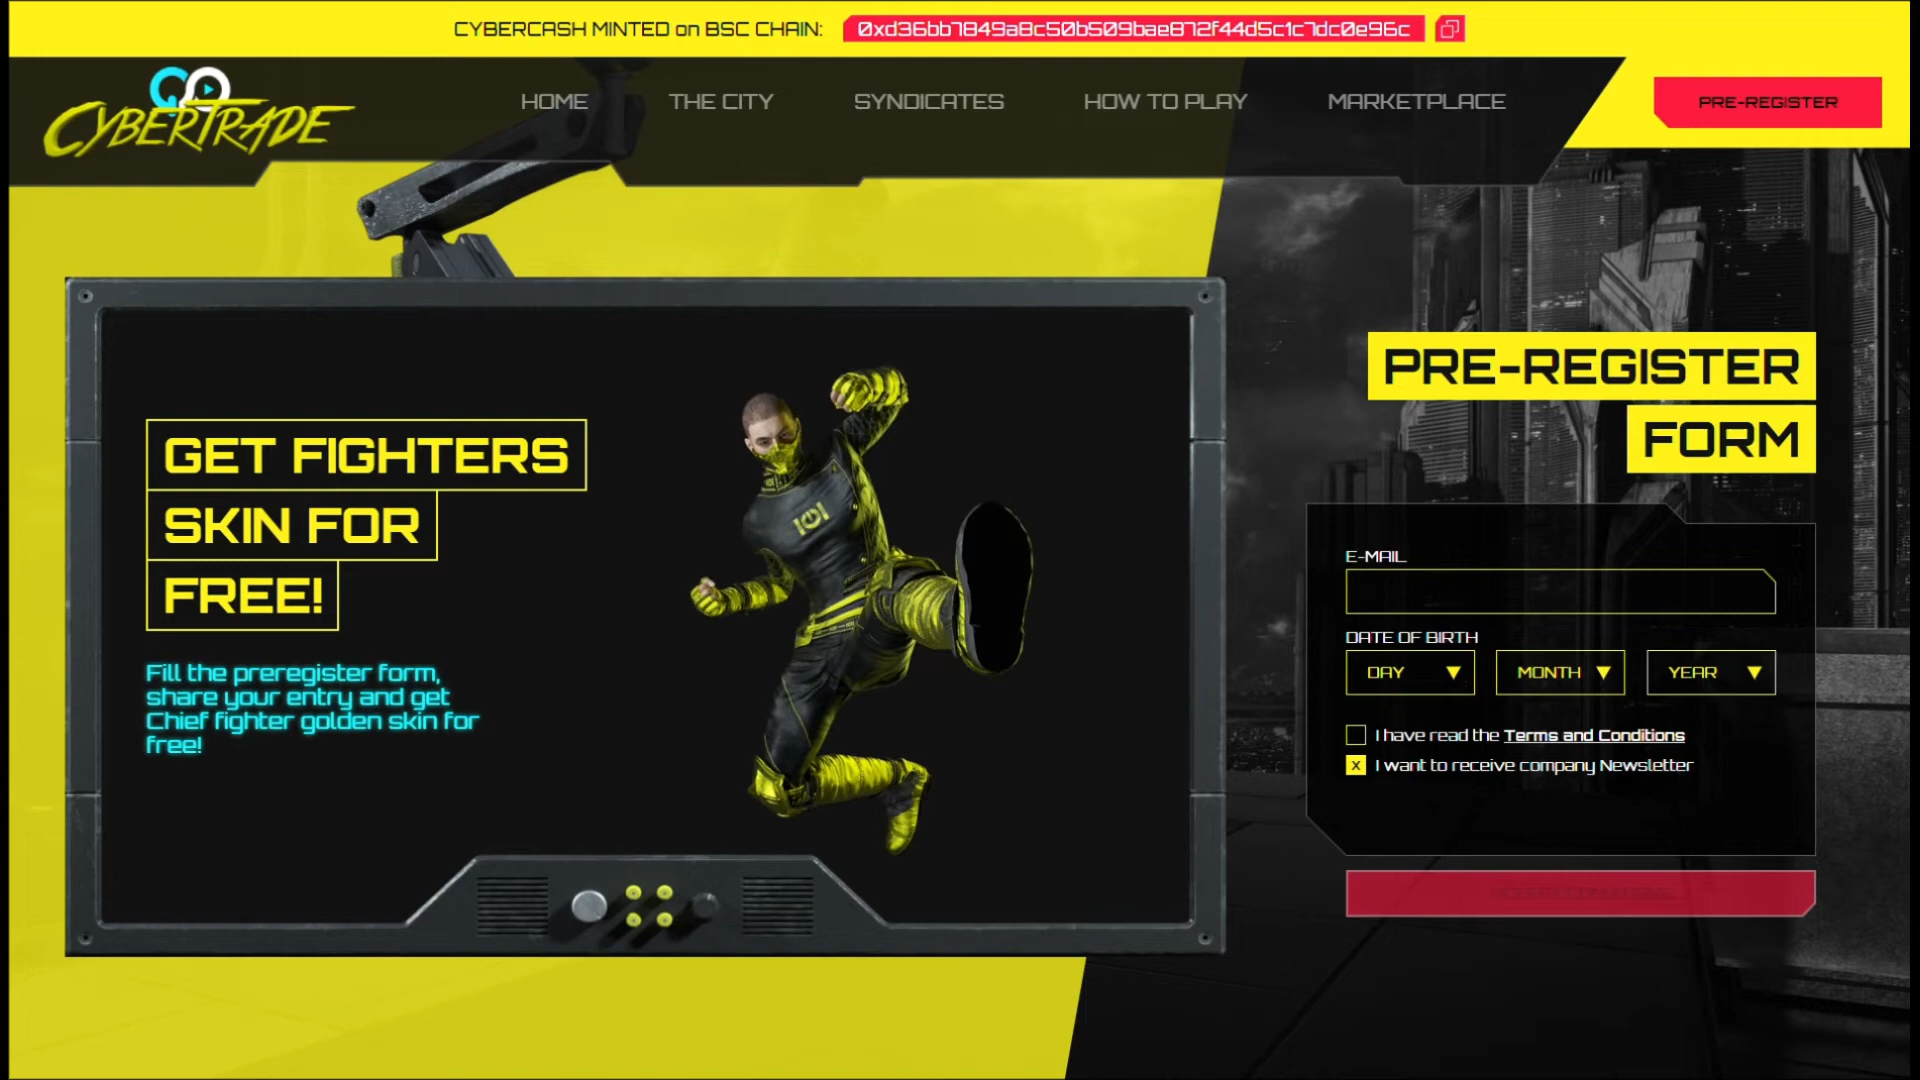 CYBERCASH MINTED on BSC CHAIN: 0xd36bb7849a8c50b509bae872f44d5c1c7dc0e96c
GO
CYBERTRADE
HOME THE CITY SYNDICATES HOW TO PLAY MARKETPLACE PRE-REGISTER
GET FIGHTERS
SKIN FOR
FREE!
Fill the preregister form,
share your entry and get
Chief fighter golden skin for
free!
PRE-REGISTER
FORM
E-MAIL
DATE OF BIRTH
DAY MONTH YEAR
I have read the Terms and Conditions
x I want to receive company Newsletter